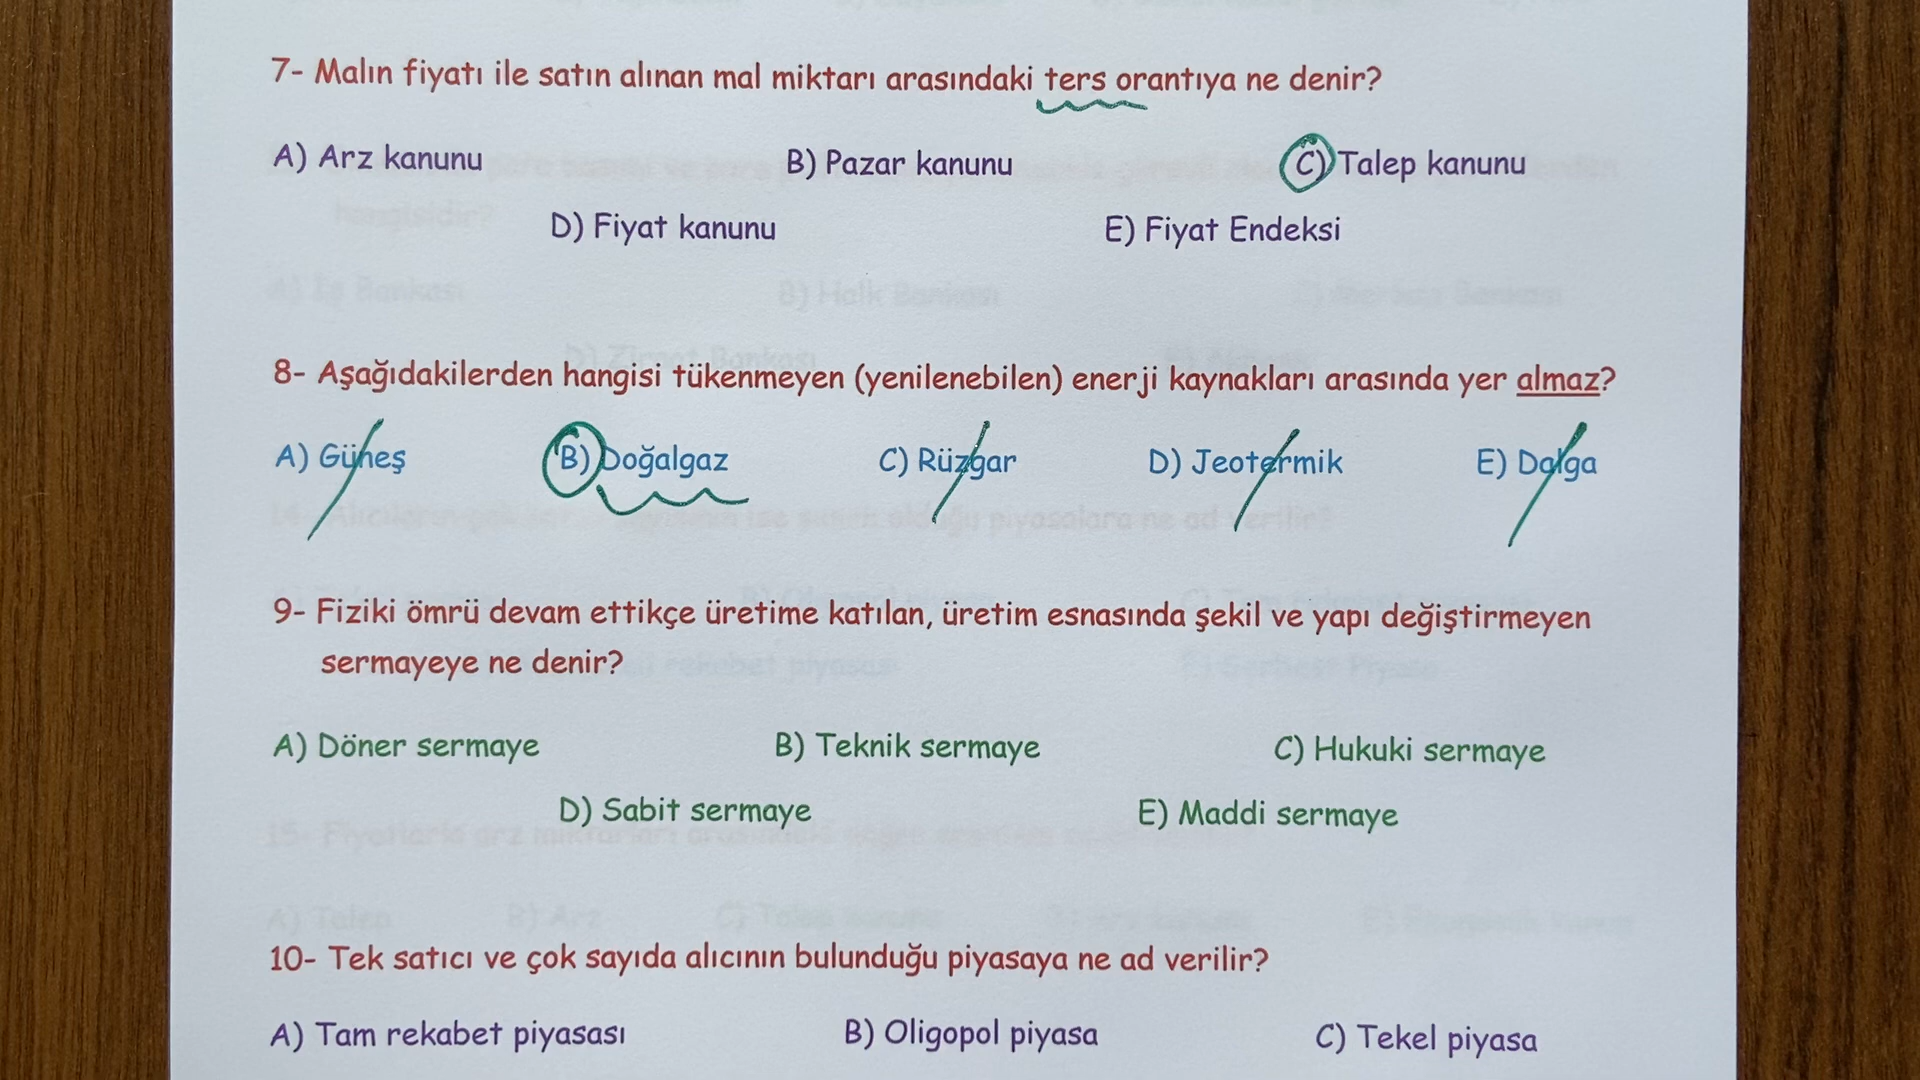 7- Malın fiyatı ile satın alınan mal miktarı arasındaki ters orantıya ne denir?
A) Arz kanunu B) Pazar kanunu C) Talep kanunu
D) Fiyat kanunu E) Fiyat Endeksi
8- Aşağıdakilerden hangisi tükenmeyen (yenilenebilen) enerji kaynakları arasında yer almaz?
A) Güneş B) Doğalgaz C) Rüzgar D) Jeotermik E) Dalga
9- Fiziki ömrü devam ettikçe üretime katılan, üretim esnasında şekil ve yapı değiştirmeyen
sermayeye ne denir?
A) Döner sermaye B) Teknik sermaye C) Hukuki sermaye
D) Sabit sermaye E) Maddi sermaye
10- Tek satıcı ve çok sayıda alıcının bulunduğu piyasaya ne ad verilir?
A) Tam rekabet piyasası B) Oligopol piyasa C) Tekel piyasa